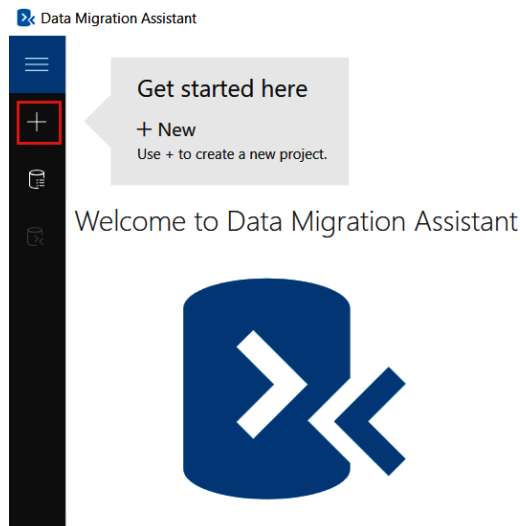 Data Migration Assistant
Get started here
+ New
Use + to create a new project.
Welcome to Data Migration Assistant